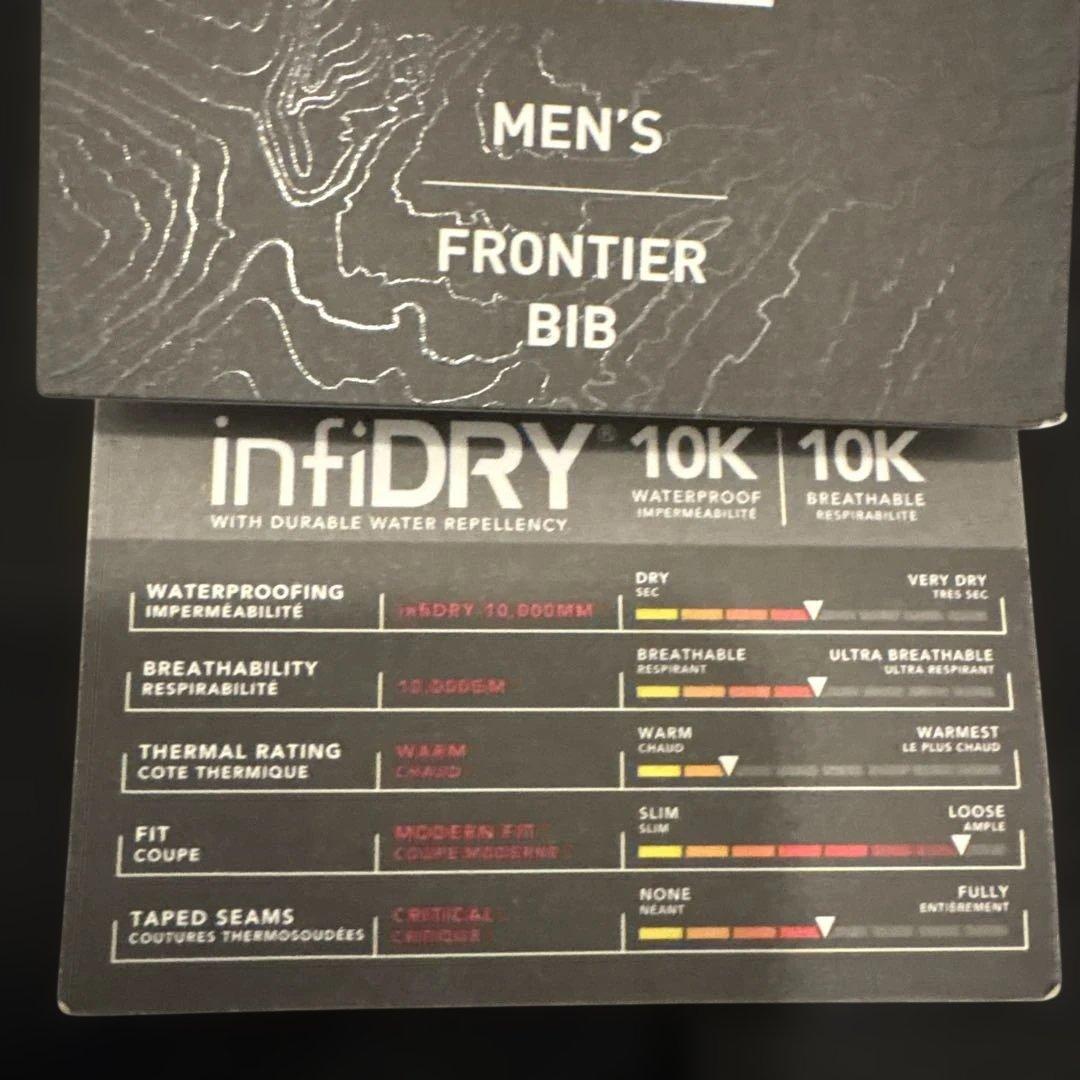 MEN'S
FRONTIER
BIB
infiDRY® 10K | 10K
WITH DURABLE WATER REPELLENCY
WATERPROOF
IMPERMÉABILITÉ
BREATHABLE
RESPIRABILITÉ
WATERPROOFING
IMPERMÉABILITÉ
infiDRY 10,000MM
DRY
SEC
VERY DRY
TRÈS SEC
BREATHABILITY
RESPIRABILITÉ
10,000GM
BREATHABLE
RESPIRANT
ULTRA BREATHABLE
ULTRA RESPIRANT
THERMAL RATING
COTE THERMIQUE
WARM
CHAUD
WARM
CHAUD
WARMEST
LE PLUS CHAUD
FIT
COUPE
MODERN FIT
COUPE MODERNE
SLIM
SLIM
LOOSE
AMPLE
TAPED SEAMS
COUTURES THERMOSOUDÉES
CRITICAL
CRITIQUE
NONE
NÉANT
FULLY
ENTIÈREMENT